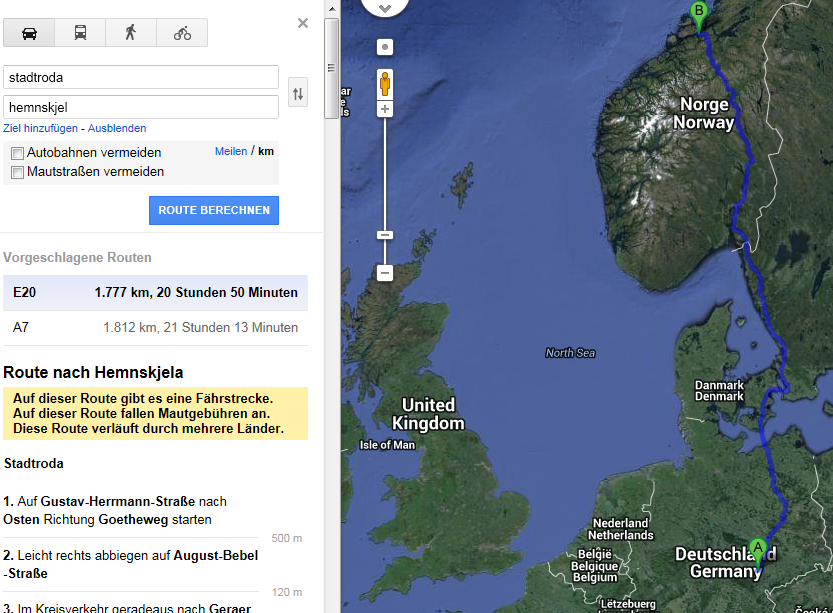 stadtroda
hemnskjel
Ziel hinzufügen - Ausblenden
Autobahnen vermeiden
Meilen / km
Mautstraßen vermeiden
ROUTE BERECHNEN
Vorgeschlagene Routen
E20 1.777 km, 20 Stunden 50 Minuten
A7 1.812 km, 21 Stunden 13 Minuten
Route nach Hemnskjela
Auf dieser Route gibt es eine Fährstrecke.
Auf dieser Route fallen Mautgebühren an.
Diese Route verläuft durch mehrere Länder.
Stadtroda
1. Auf Gustav-Herrmann-Straße nach
Osten Richtung Goetheweg starten
500 m
2. Leicht rechts abbiegen auf August-Bebel
-Straße
120 m
3. Im Kreisverkehr geradeaus nach Geraer
B
Norge
Norway
North Sea
Danmark
Denmark
United
Kingdom
Isle of Man
Nederland
Netherlands
België
Belgique
Belgium
A
Deutschland
Germany
Lëtzeburg